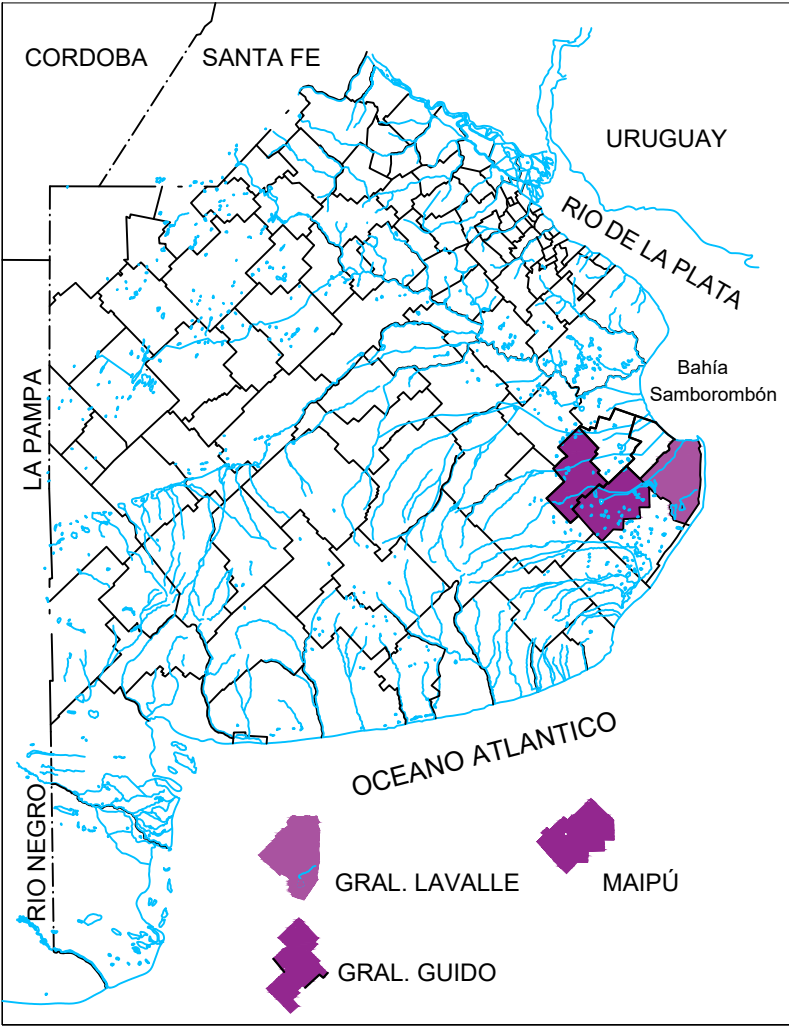 CORDOBA
SANTA FE
URUGUAY
RIO DE LA PLATA
Bahía
Samborombón
LA PAMPA
OCEANO ATLANTICO
RIO NEGRO
GRAL. LAVALLE
MAIPÚ
GRAL. GUIDO